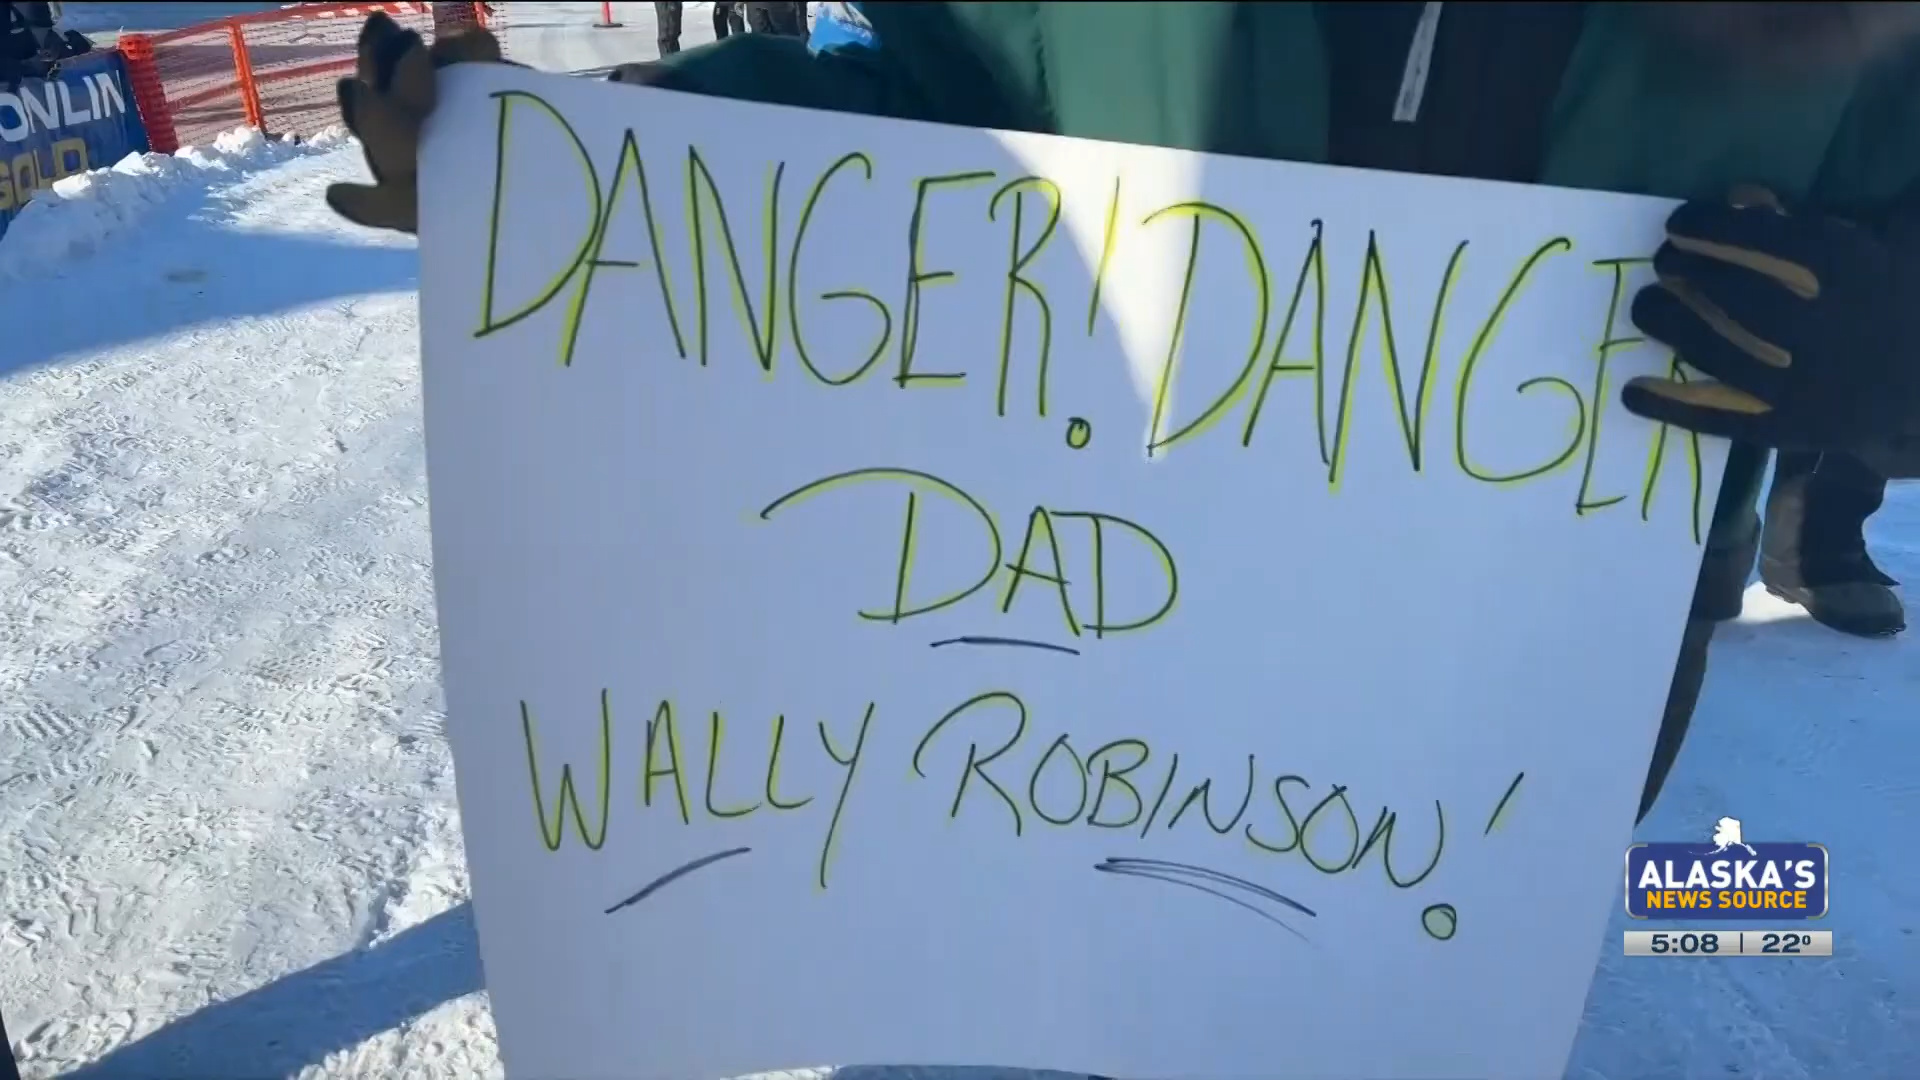 ONLIN
GOLD
DANGER! DANGER
DAD
WALLY ROBINSON!
ALASKA'S
NEWS SOURCE
5:08 | 22°